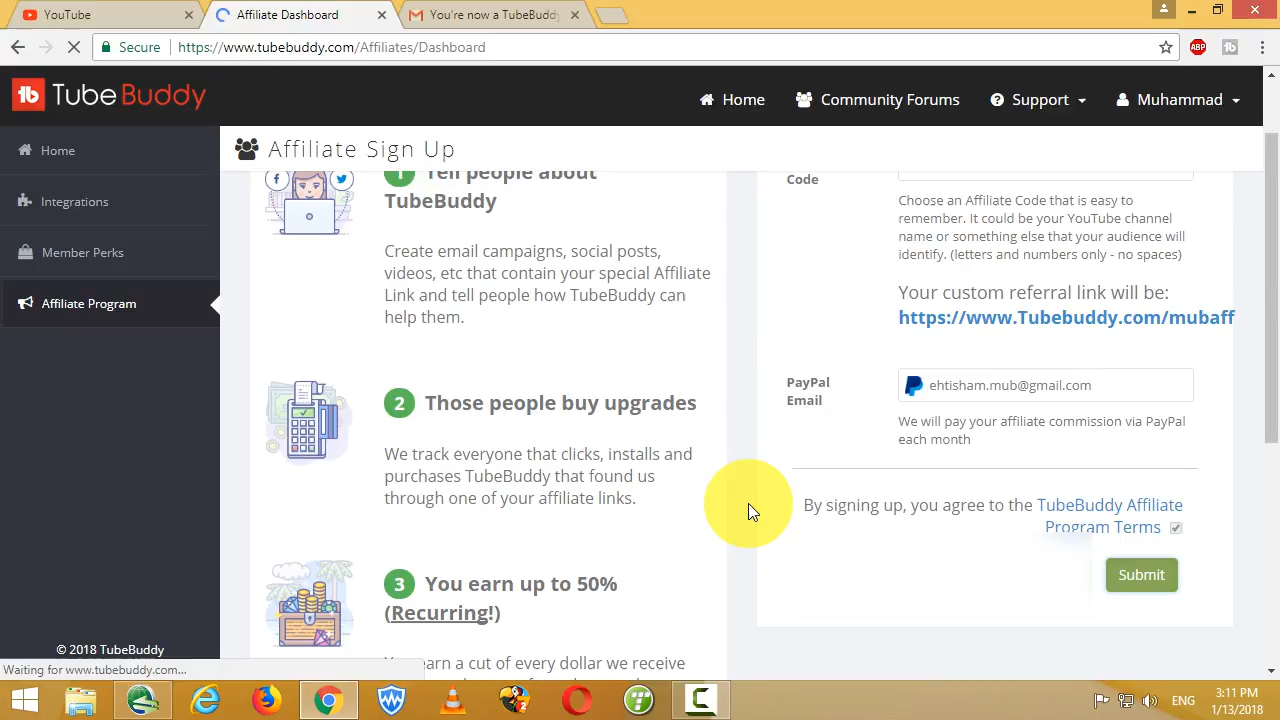 YouTube
Affiliate Dashboard
You're now a TubeBuddy
Secure
https://www.tubebuddy.com/Affiliates/Dashboard
ABP
TubeBuddy
Home
Community Forums
Support
Muhammad
Home
Integrations
Member Perks
Affiliate Program
© 2018 TubeBuddy
Affiliate Sign Up
1 Tell people about
TubeBuddy
Create email campaigns, social posts,
videos, etc that contain your special Affiliate
Link and tell people how TubeBuddy can
help them.
2 Those people buy upgrades
We track everyone that clicks, installs and
purchases TubeBuddy that found us
through one of your affiliate links.
3 You earn up to 50%
(Recurring!)
earn a cut of every dollar we receive
Code
Choose an Affiliate Code that is easy to
remember. It could be your YouTube channel
name or something else that your audience will
identify. (letters and numbers only - no spaces)
Your custom referral link will be:
https://www.Tubebuddy.com/mubaff
PayPal
Email
ehtisham.mub@gmail.com
We will pay your affiliate commission via PayPal
each month
By signing up, you agree to the TubeBuddy Affiliate
Program Terms
Submit
Waiting for www.tubebuddy.com...
ENG
3:11 PM
1/13/2018